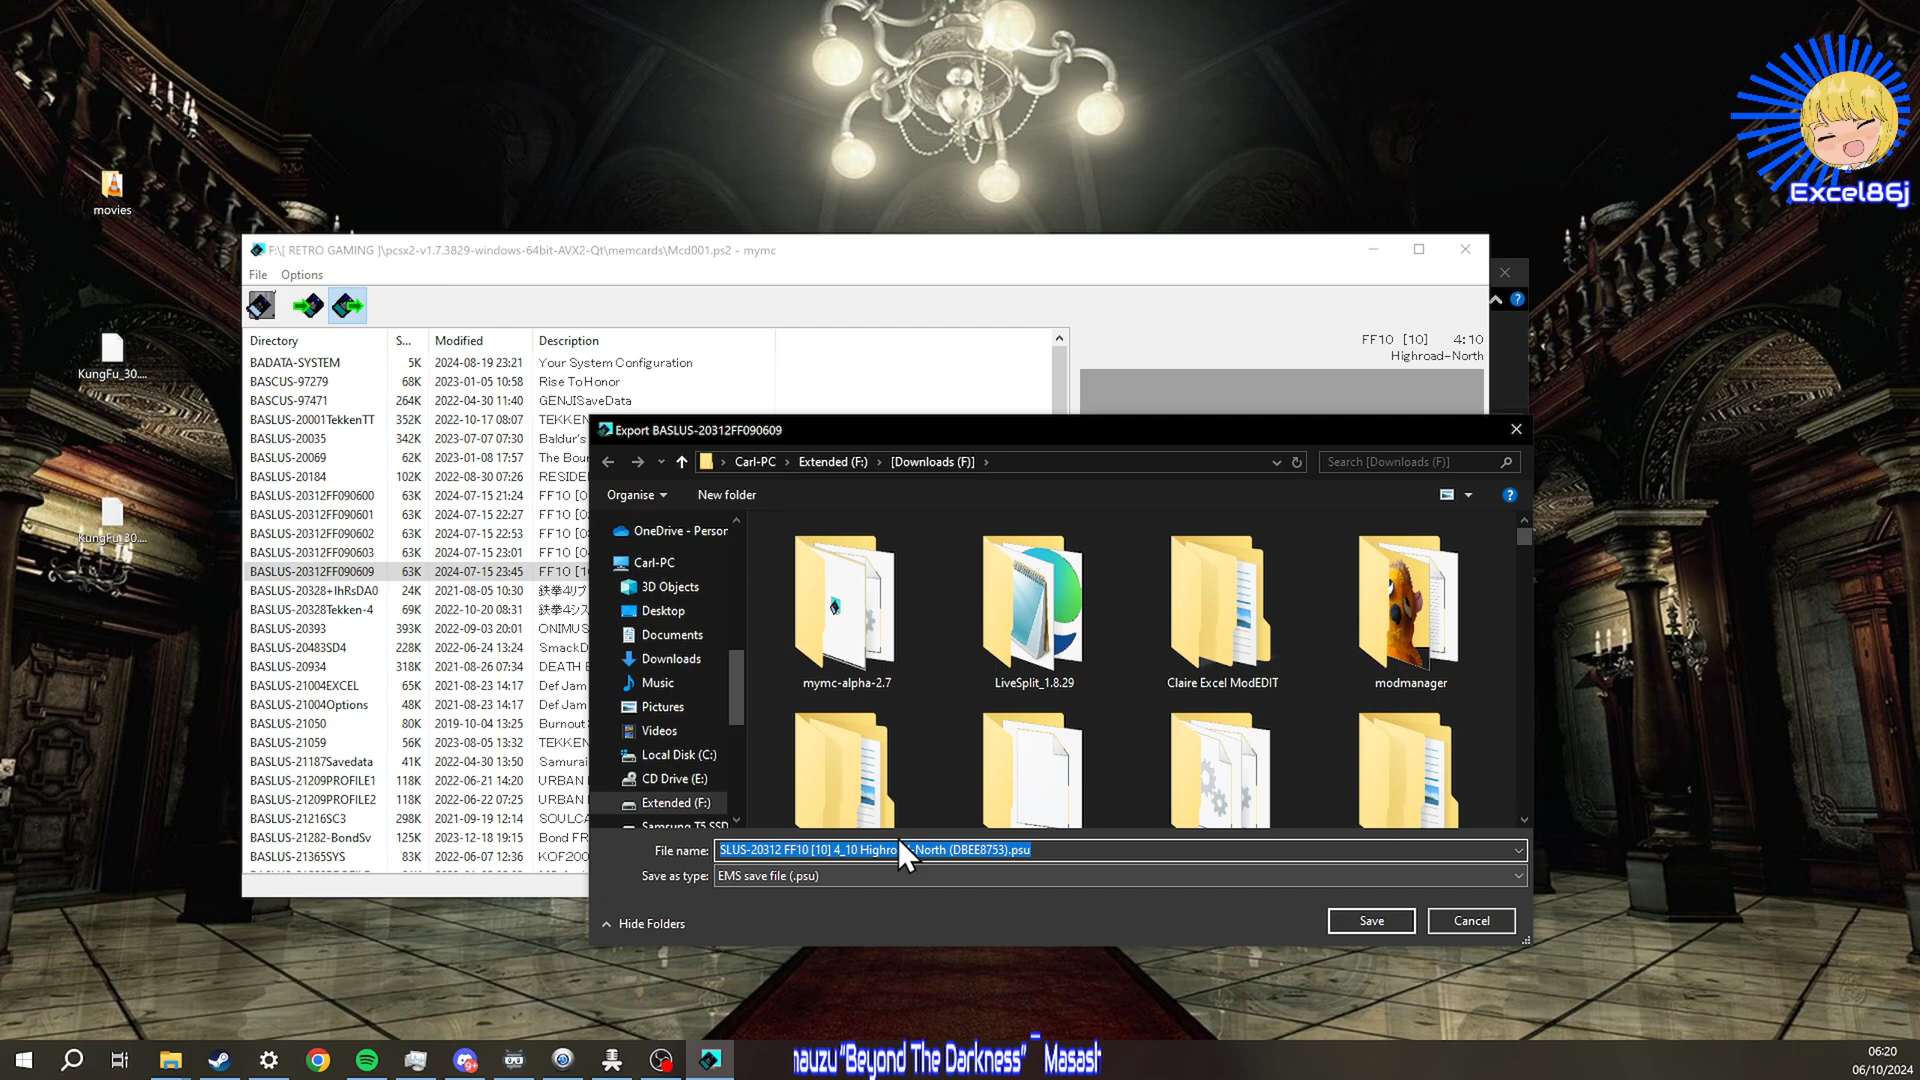 Excel86j
movies
KungFu_30....
KungFu_30....
F:\[ RETRO GAMING ]\pcsx2-v1.7.3829-windows-64bit-AVX2-Qt\memcards\Mcd001.ps2 - mymc
File Options
Directory S... Modified Description
BADATA-SYSTEM 5K 2024-08-19 23:21 Your System Configuration
BASCUS-97279 68K 2023-01-05 10:58 Rise To Honor
BASCUS-97471 264K 2022-04-30 11:40 GENJI SaveData
BASLUS-20001TekkenTT 352K 2022-10-17 08:07 TEKKEN
BASLUS-20035 342K 2023-07-07 07:30 Baldur's
BASLUS-20069 62K 2023-01-08 17:57 The Bour
BASLUS-20184 102K 2022-08-30 07:26 RESIDE
BASLUS-20312FF090600 63K 2024-07-15 21:24 FF10 [0
BASLUS-20312FF090601 63K 2024-07-15 22:27 FF10 [0
BASLUS-20312FF090602 63K 2024-07-15 22:53 FF10 [0
BASLUS-20312FF090603 63K 2024-07-15 23:01 FF10 [0
BASLUS-20312FF090609 63K 2024-07-15 23:45 FF10 [1
BASLUS-20328+IhRsDA0 24K 2021-08-05 10:30 鉄拳4リプ
BASLUS-20328Tekken-4 69K 2022-10-20 08:31 鉄拳4シス
BASLUS-20393 393K 2022-09-03 20:01 ONIMUS
BASLUS-20483SD4 228K 2022-06-24 13:24 SmackD
BASLUS-20934 318K 2021-08-26 07:34 DEATH
BASLUS-21004EXCEL 65K 2021-08-23 14:17 Def Jam
BASLUS-21004Options 48K 2021-08-23 14:17 Def Jam
BASLUS-21050 80K 2019-10-04 13:25 Burnout
BASLUS-21059 56K 2023-08-05 13:32 TEKKEN
BASLUS-21187Savedata 41K 2022-04-30 13:50 Samurai
BASLUS-21209PROFILE1 118K 2022-06-21 14:20 URBAN
BASLUS-21209PROFILE2 118K 2022-06-22 07:25 URBAN
BASLUS-21216SC3 298K 2021-09-19 12:14 SOULCA
BASLUS-21282-BondSv 125K 2023-12-18 19:15 Bond FR
BASLUS-21365SYS 83K 2022-06-07 12:36 KOF200
FF10 [10] 4:10
Highroad-North
Export BASLUS-20312FF090609
Carl-PC › Extended (F:) › [Downloads (F)] ›
Search [Downloads (F)]
Organise New folder
OneDrive - Person
Carl-PC
3D Objects
Desktop
Documents
Downloads
Music
Pictures
Videos
Local Disk (C:)
CD Drive (E:)
Extended (F:)
Samsung T5 SSD
mymc-alpha-2.7
LiveSplit_1.8.29
Claire Excel ModEDIT
modmanager
File name: SLUS-20312 FF10 [10] 4_10 Highro -North (DBEE8753).psu
Save as type: EMS save file (.psu)
Hide Folders
Save
Cancel
"Beyond The Darkness" ‾ Masash
06:20
06/10/2024